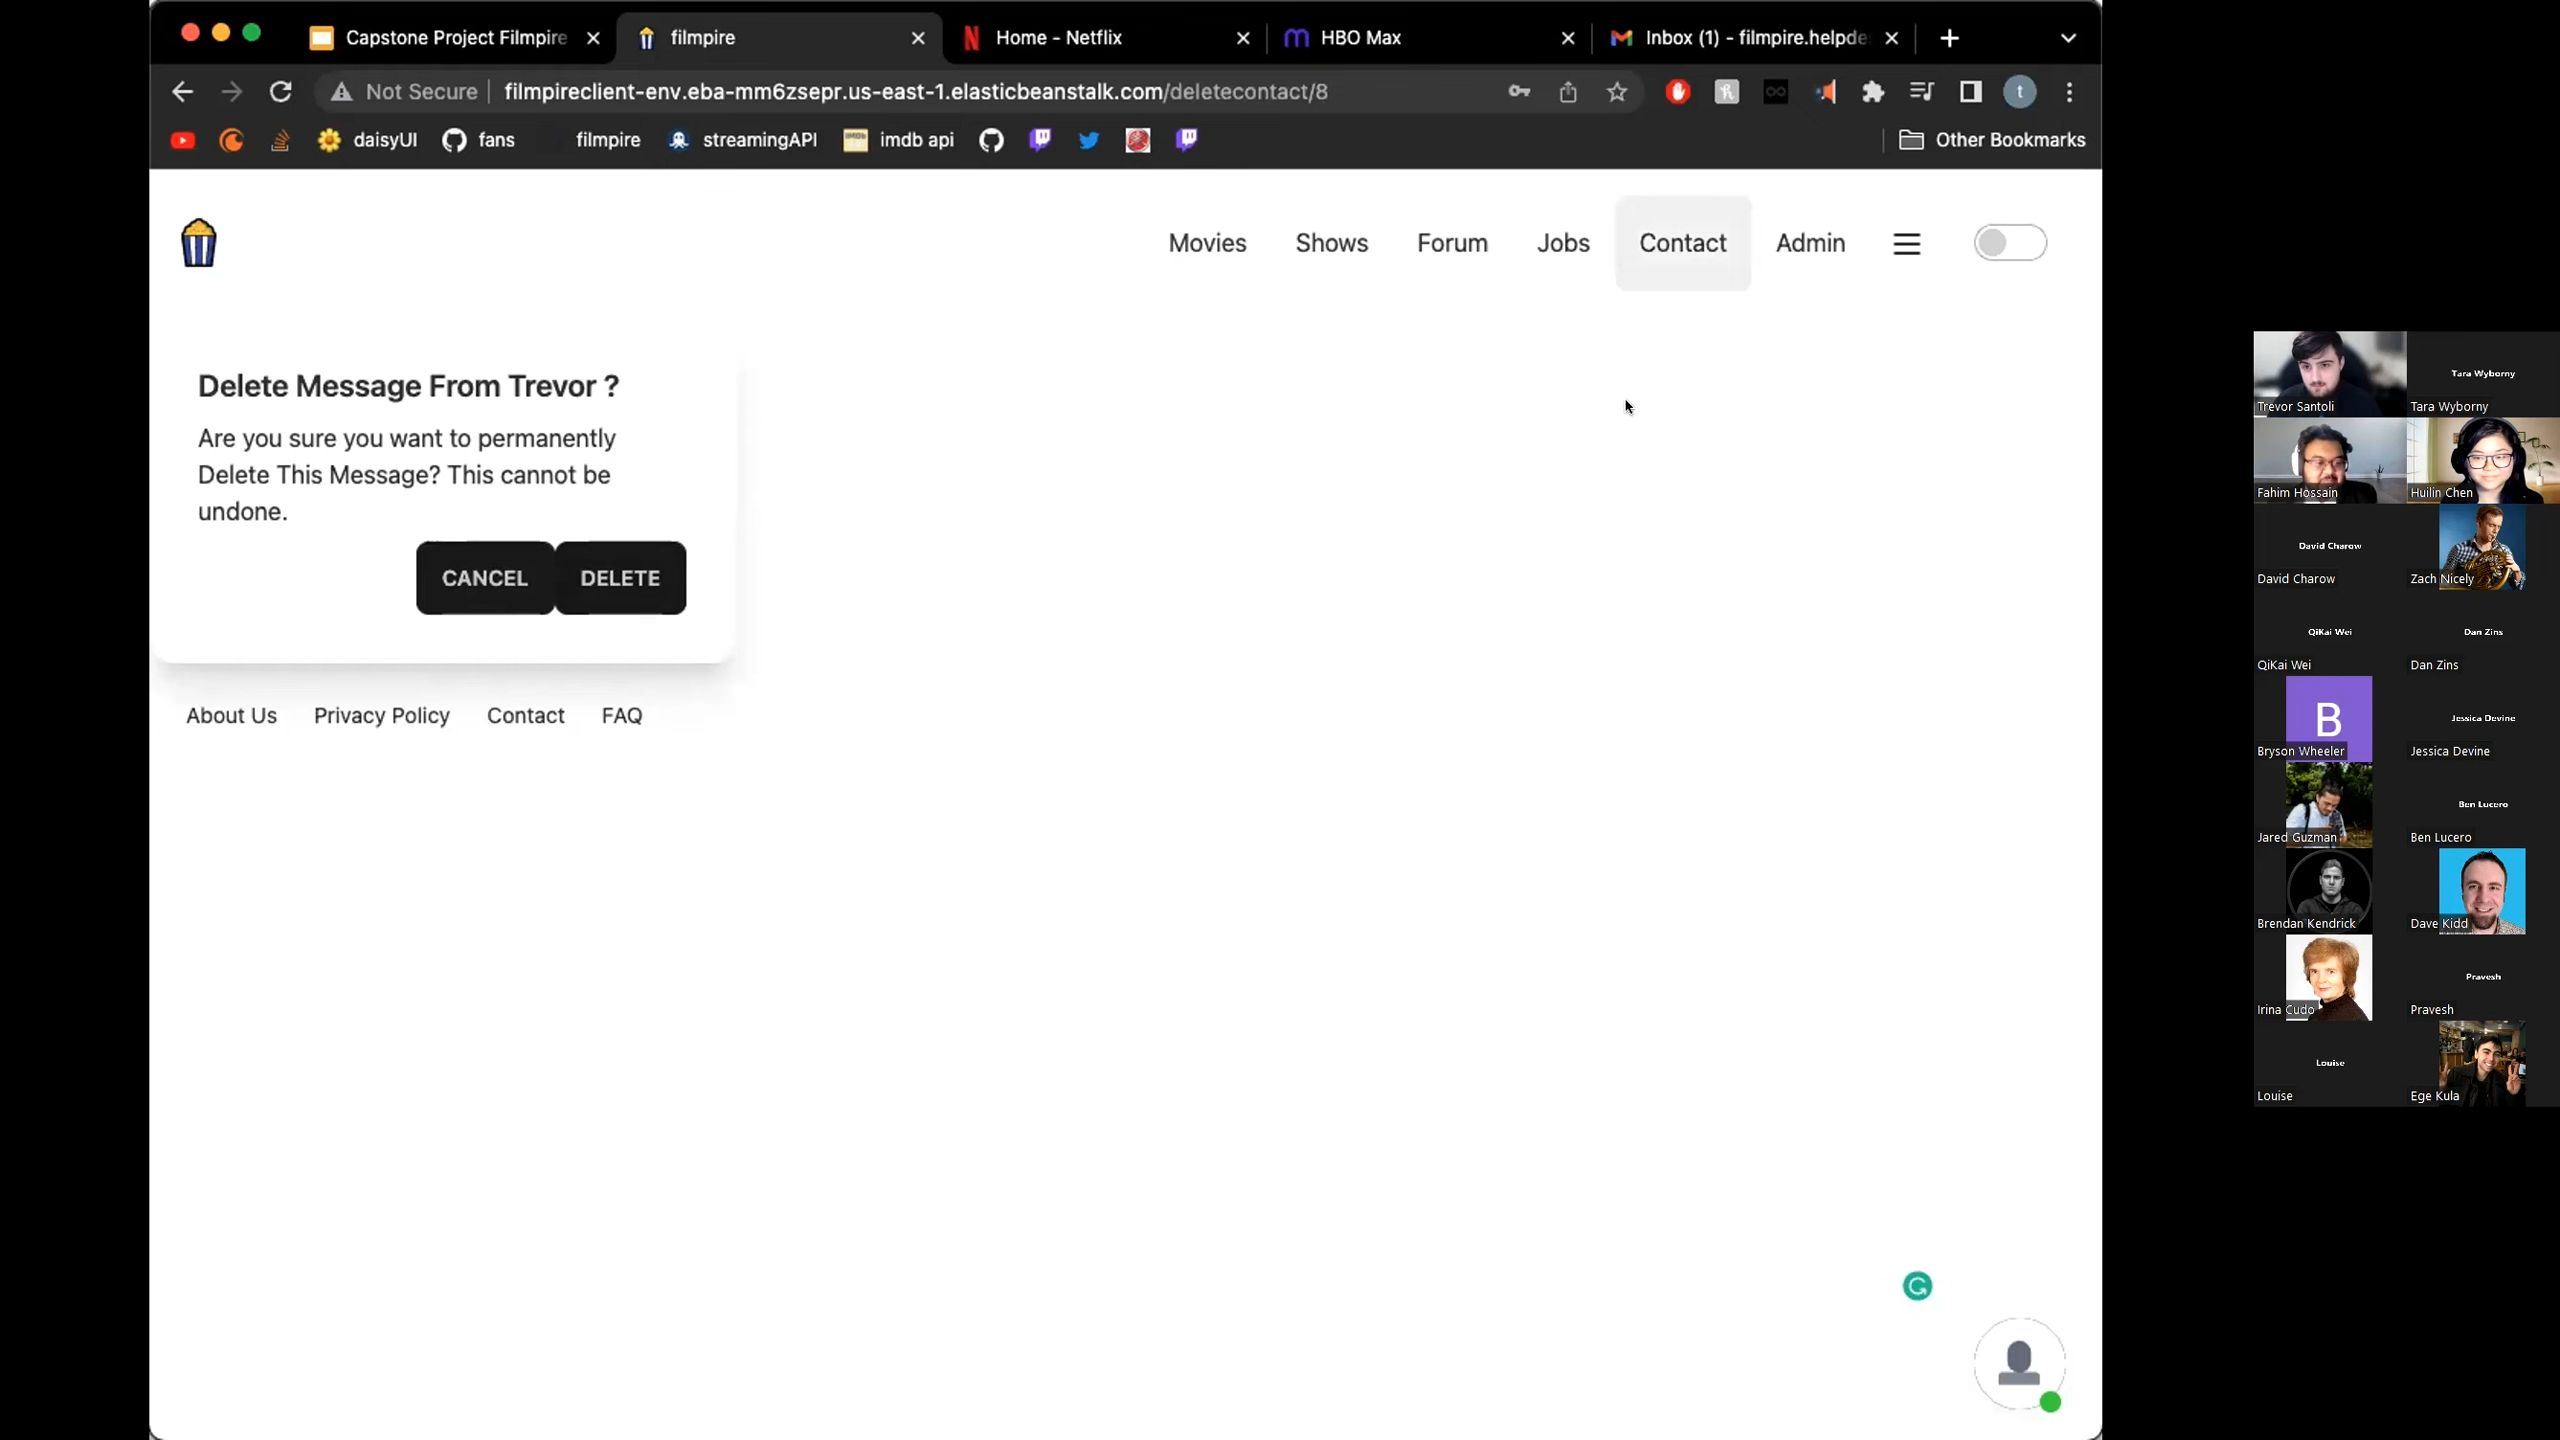 Capstone Project Filmpire
filmpire
Home - Netflix
HBO Max
Inbox (1) - filmpire.helpde
Not Secure
filmpireclient-env.eba-mm6zsepr.us-east-1.elasticbeanstalk.com/deletecontact/8
t
daisyUI
fans
filmpire
streamingAPI
imdb api
Other Bookmarks
Movies
Shows
Forum
Jobs
Contact
Admin
Delete Message From Trevor ?
Are you sure you want to permanently
Delete This Message? This cannot be
undone.
CANCEL
DELETE
About Us
Privacy Policy
Contact
FAQ
Trevor Santoli
Tara Wyborny
Tara Wyborny
Fahim Hossain
Huilin Chen
David Charow
David Charow
Zach Nicely
QiKai Wei
QiKai Wei
Dan Zins
Dan Zins
B
Bryson Wheeler
Jessica Devine
Jessica Devine
Jared Guzman
Ben Lucero
Ben Lucero
Brendan Kendrick
Dave Kidd
Irina Cudo
Pravesh
Pravesh
Louise
Louise
Ege Kula